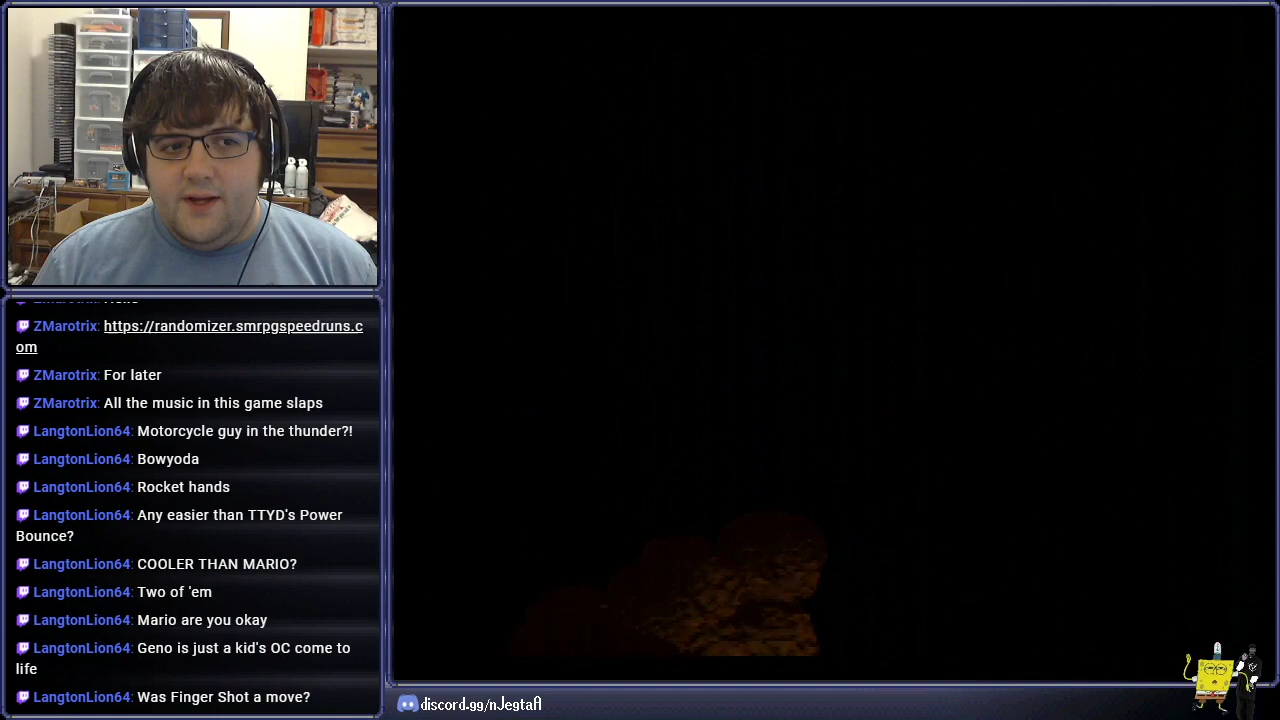 ZMarotrix: https://randomizer.smrpgspeedruns.c
om
ZMarotrix: For later
ZMarotrix: All the music in this game slaps
LangtonLion64: Motorcycle guy in the thunder?!
LangtonLion64: Bowyoda
LangtonLion64: Rocket hands
LangtonLion64: Any easier than TTYD's Power
Bounce?
LangtonLion64: COOLER THAN MARIO?
LangtonLion64: Two of 'em
LangtonLion64: Mario are you okay
LangtonLion64: Geno is just a kid's OC come to
life
LangtonLion64: Was Finger Shot a move?